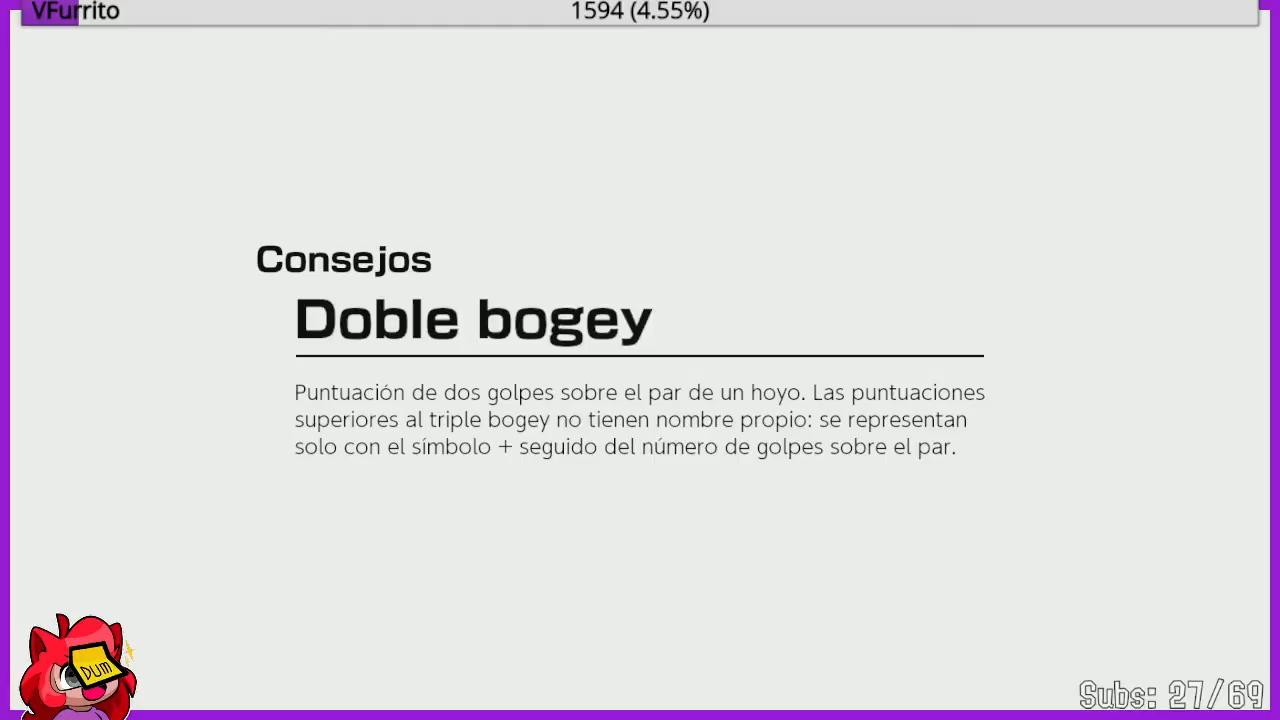 VFurrito 1594 (4.55%)
Consejos
Doble bogey
Puntuación de dos golpes sobre el par de un hoyo. Las puntuaciones
superiores al triple bogey no tienen nombre propio: se representan
solo con el símbolo + seguido del número de golpes sobre el par.
DUM
Subs: 27/69